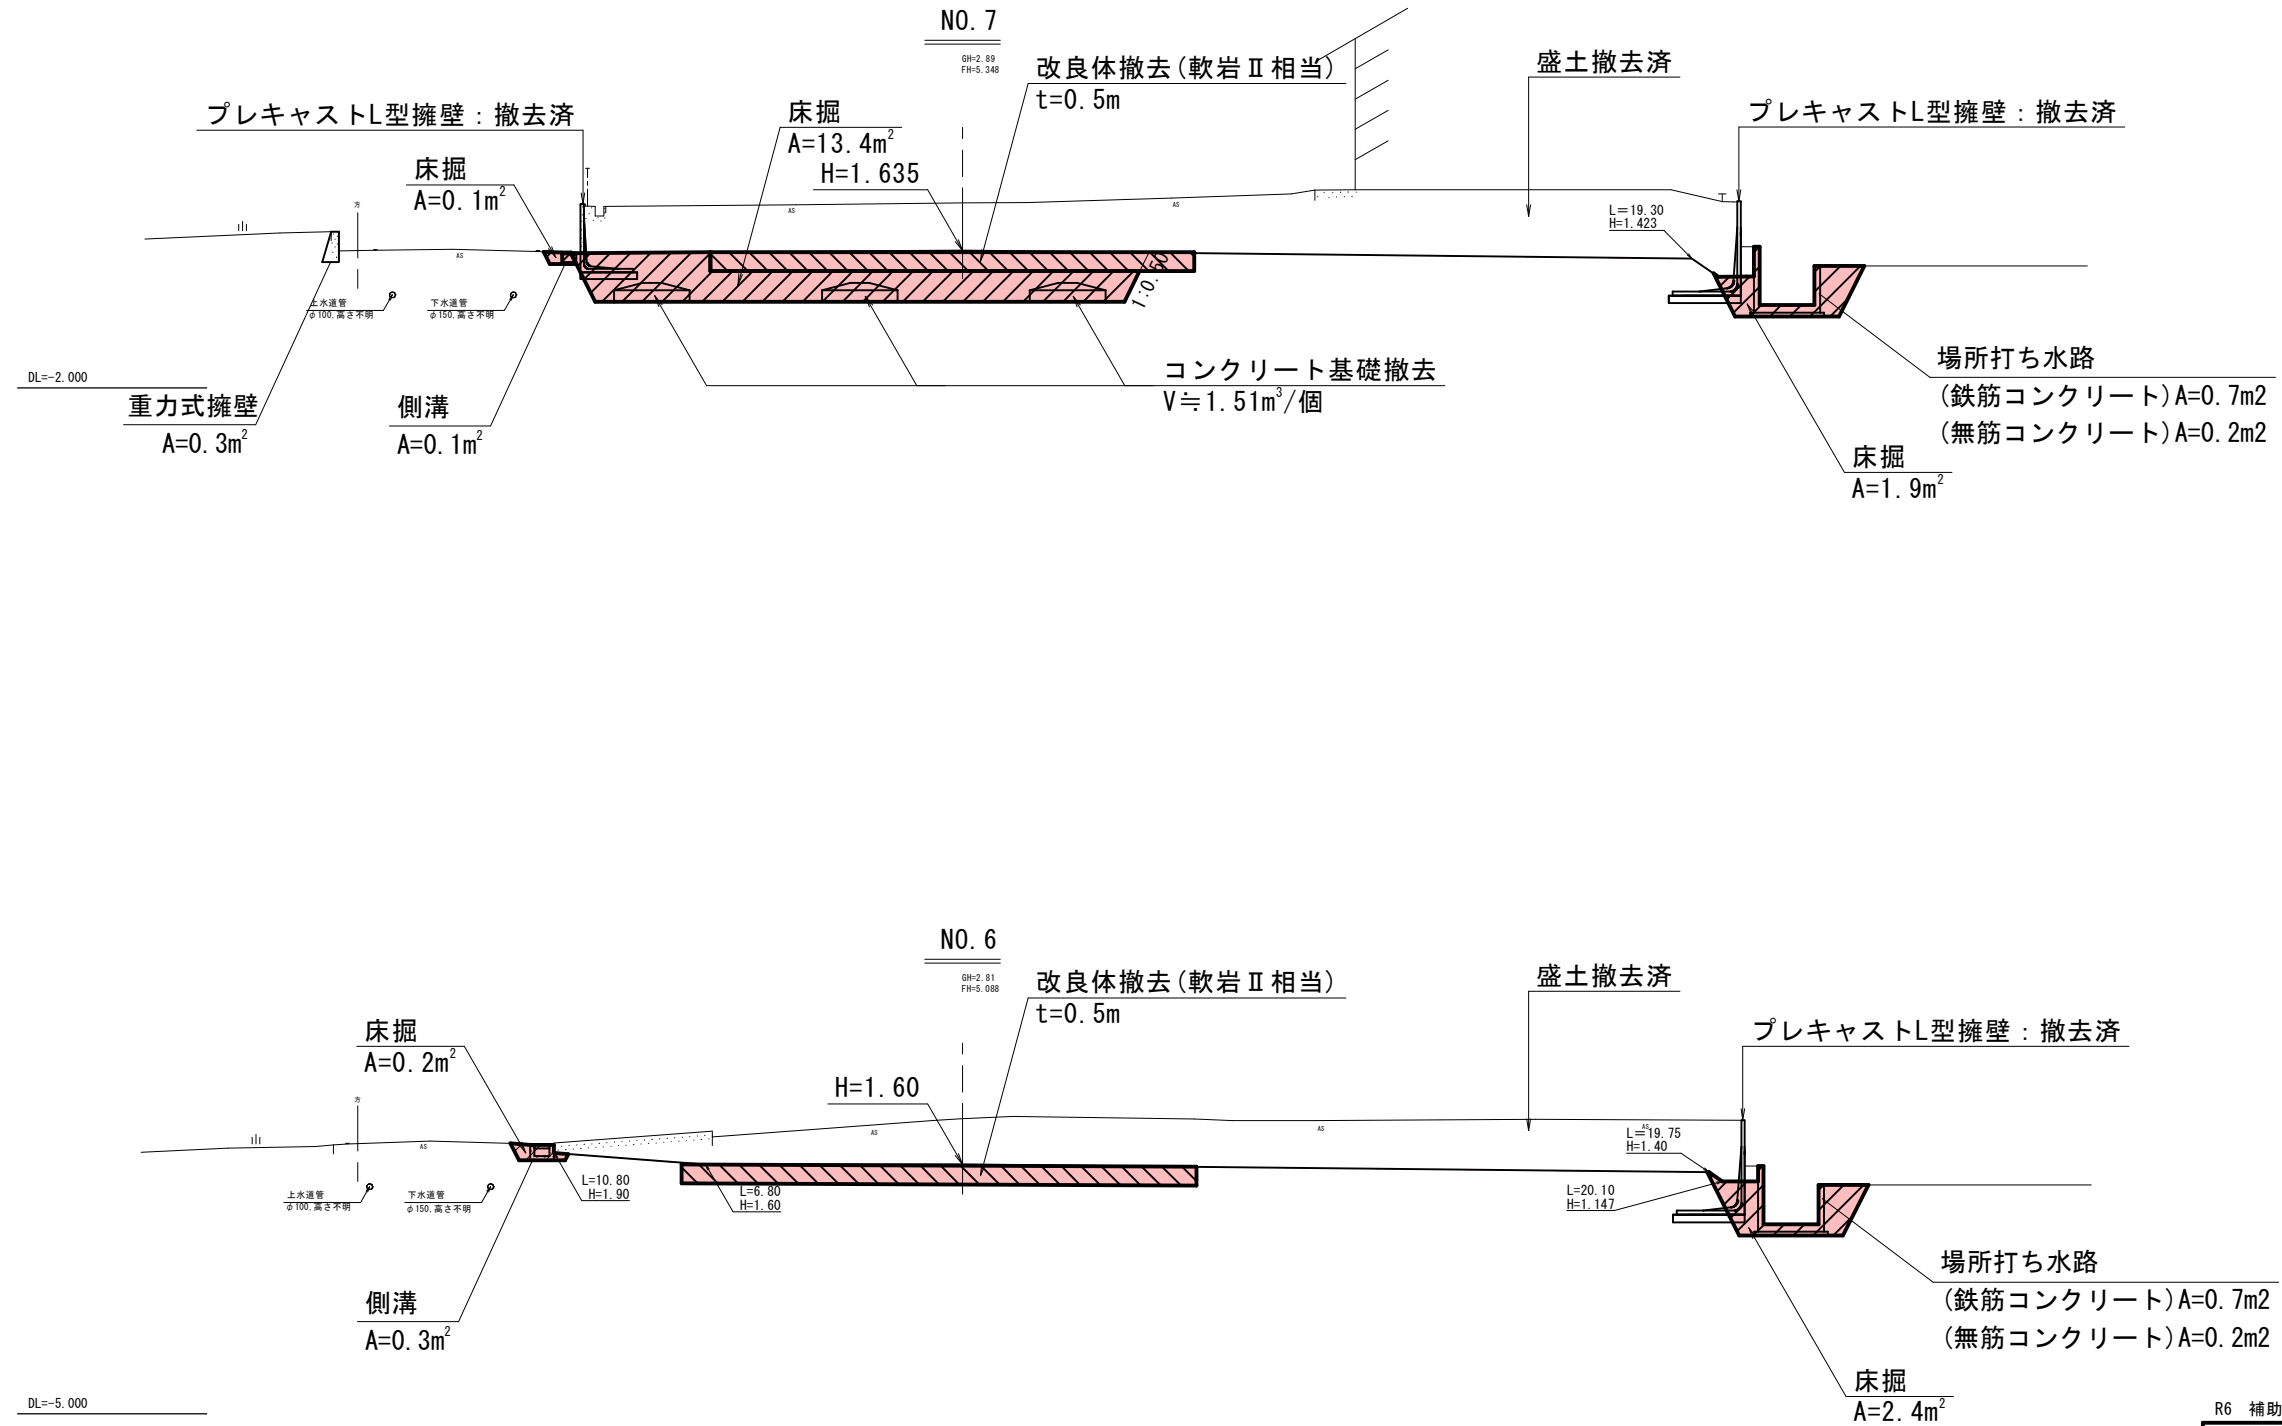 NO.7
GH=2.89
FH=5.348
改良体撤去(軟岩Ⅱ相当)
t=0.5m
盛土撤去済
プレキャストL型擁壁：撤去済
床掘
A=13.4m²
H=1.635
プレキャストL型擁壁：撤去済
床掘
A=0.1m²
方
AS
AS
AS
T
T
L=19.30
H=1.423
1:0.50
上水道管
φ100,高さ不明
下水道管
φ150,高さ不明
DL=-2.000
重力式擁壁
A=0.3m²
側溝
A=0.1m²
コンクリート基礎撤去
V≒1.51m³/個
場所打ち水路
(鉄筋コンクリート)A=0.7m2
(無筋コンクリート)A=0.2m2
床掘
A=1.9m²
NO.6
GH=2.81
FH=5.088
改良体撤去(軟岩Ⅱ相当)
t=0.5m
盛土撤去済
プレキャストL型擁壁：撤去済
床掘
A=0.2m²
H=1.60
方
AS
AS
AS
AS
L=19.75
H=1.40
上水道管
φ100,高さ不明
下水道管
φ150,高さ不明
L=10.80
H=1.90
L=6.80
H=1.60
L=20.10
H=1.147
側溝
A=0.3m²
場所打ち水路
(鉄筋コンクリート)A=0.7m2
(無筋コンクリート)A=0.2m2
床掘
A=2.4m²
DL=-5.000
R6 補助